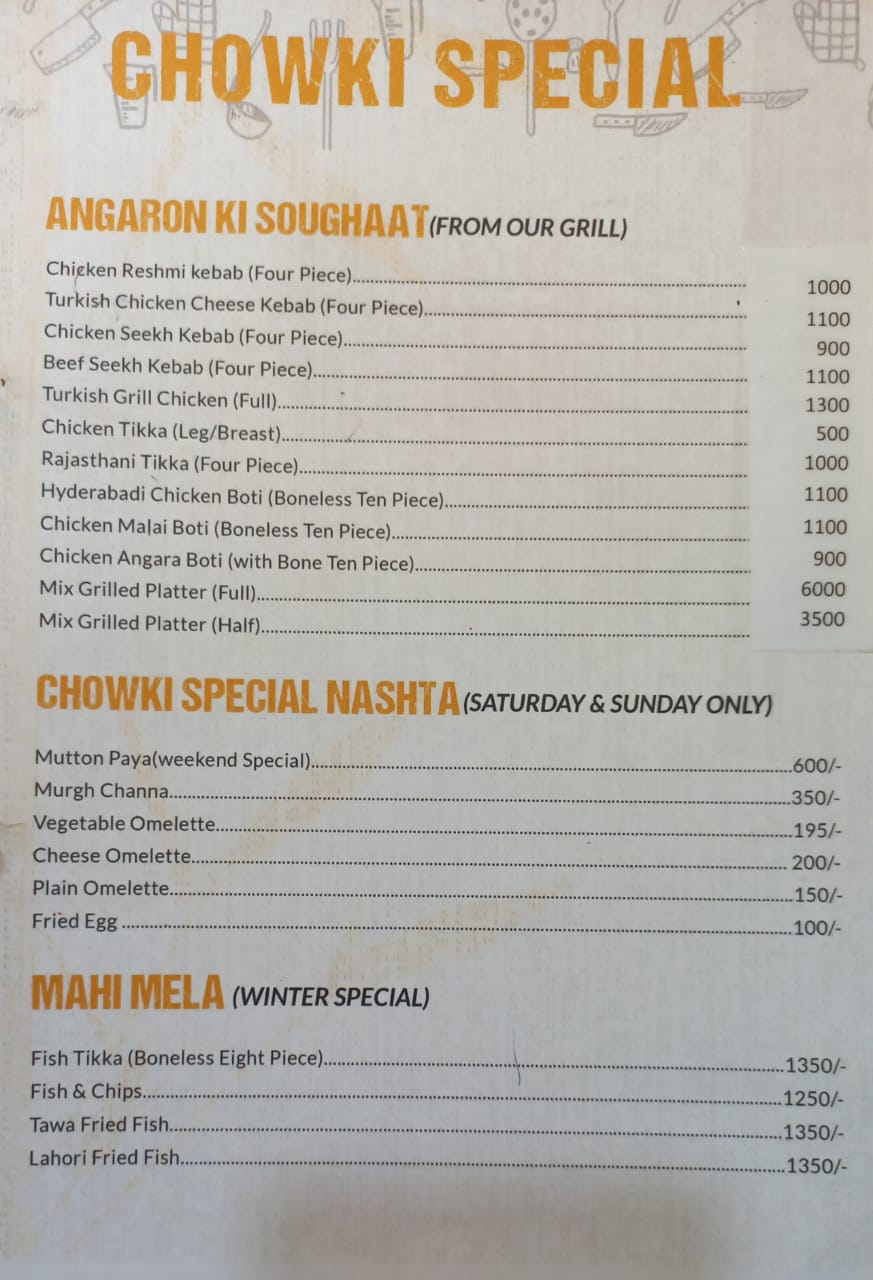 CHOWKI SPECIAL
ANGARON KI SOUGHAAT (FROM OUR GRILL)
Chicken Reshmi kebab (Four Piece)........ 1000
Turkish Chicken Cheese Kebab (Four Piece)........ 1100
Chicken Seekh Kebab (Four Piece)........ 900
Beef Seekh Kebab (Four Piece)........ 1100
Turkish Grill Chicken (Full)........ 1300
Chicken Tikka (Leg/Breast)........ 500
Rajasthani Tikka (Four Piece)........ 1000
Hyderabadi Chicken Boti (Boneless Ten Piece)........ 1100
Chicken Malai Boti (Boneless Ten Piece)........ 1100
Chicken Angara Boti (with Bone Ten Piece)........ 900
Mix Grilled Platter (Full)........ 6000
Mix Grilled Platter (Half)........ 3500
CHOWKI SPECIAL NASHTA (SATURDAY & SUNDAY ONLY)
Mutton Paya(weekend Special)........600/-
Murgh Channa........350/-
Vegetable Omelette........195/-
Cheese Omelette........ 200/-
Plain Omelette........150/-
Fried Egg ........100/-
MAHI MELA (WINTER SPECIAL)
Fish Tikka (Boneless Eight Piece)........1350/-
Fish & Chips........1250/-
Tawa Fried Fish........1350/-
Lahori Fried Fish........1350/-